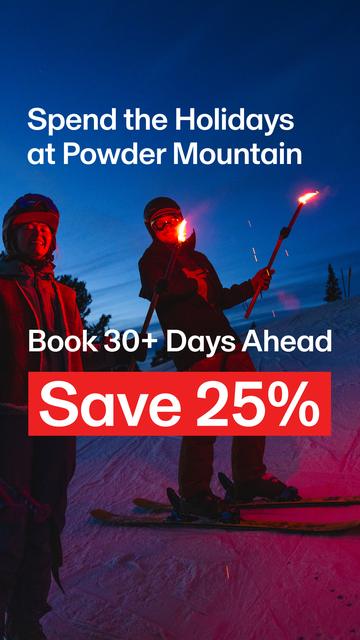 Spend the Holidays
at Powder Mountain
Book 30+ Days Ahead
Save 25%